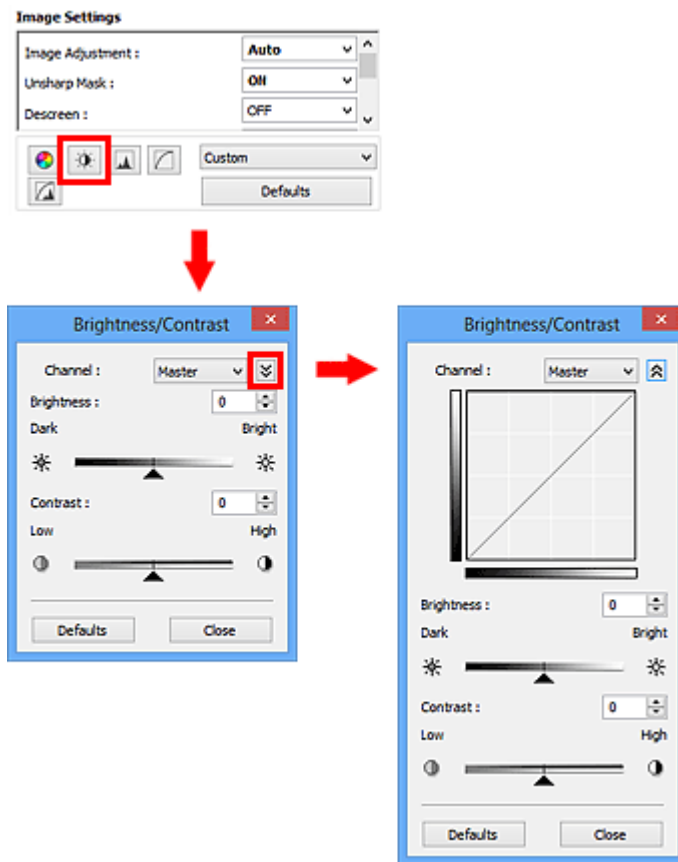 Image Settings
Image Adjustment : Auto
Unsharp Mask : ON
Descreen : OFF
Custom
Defaults
Brightness/Contrast
Channel : Master
Brightness : 0
Dark Bright
Contrast : 0
Low High
Defaults Close
Brightness/Contrast
Channel : Master
Brightness : 0
Dark Bright
Contrast : 0
Low High
Defaults Close